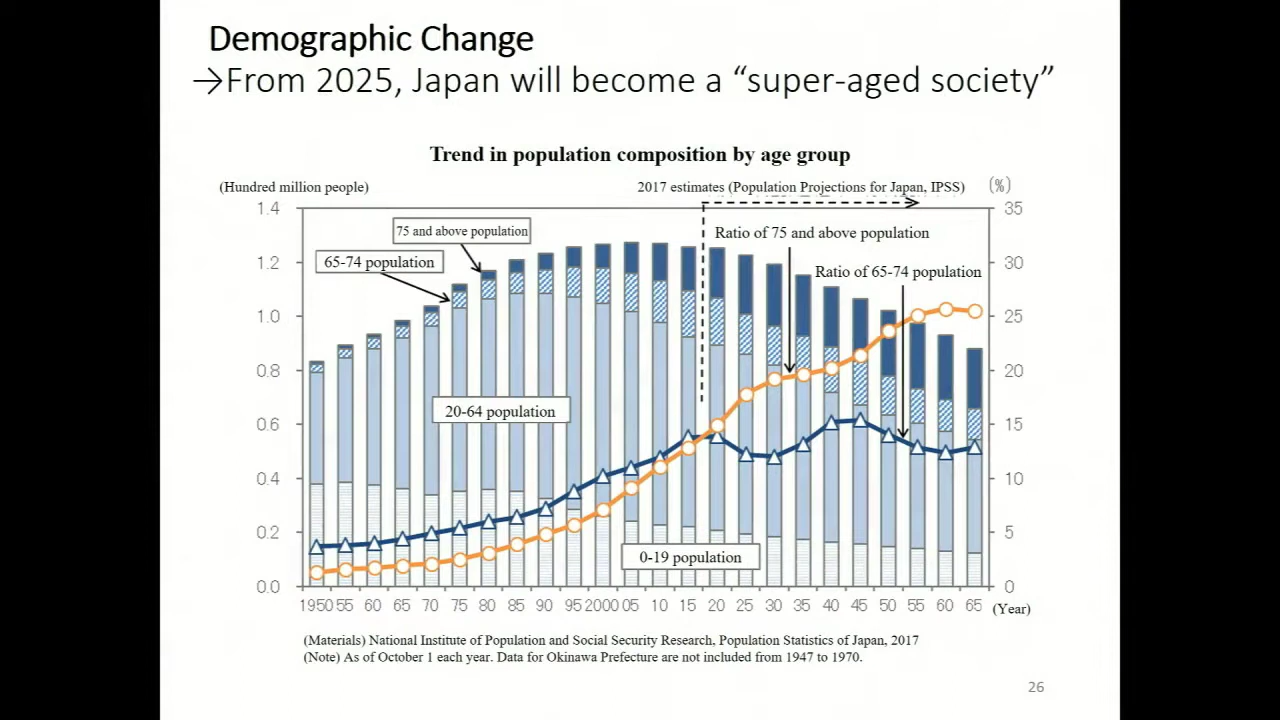 Demographic Change
→From 2025, Japan will become a “super-aged society”
Trend in population composition by age group
(Hundred million people)
2017 estimates (Population Projections for Japan, IPSS)
(%)
1.4
1.2
1.0
0.8
0.6
0.4
0.2
0.0
35
30
25
20
15
10
5
0
75 and above population
65-74 population
Ratio of 75 and above population
Ratio of 65-74 population
20-64 population
0-19 population
1950 55 60 65 70 75 80 85 90 95 2000 05 10 15 20 25 30 35 40 45 50 55 60 65 (Year)
(Materials) National Institute of Population and Social Security Research, Population Statistics of Japan, 2017
(Note) As of October 1 each year. Data for Okinawa Prefecture are not included from 1947 to 1970.
26